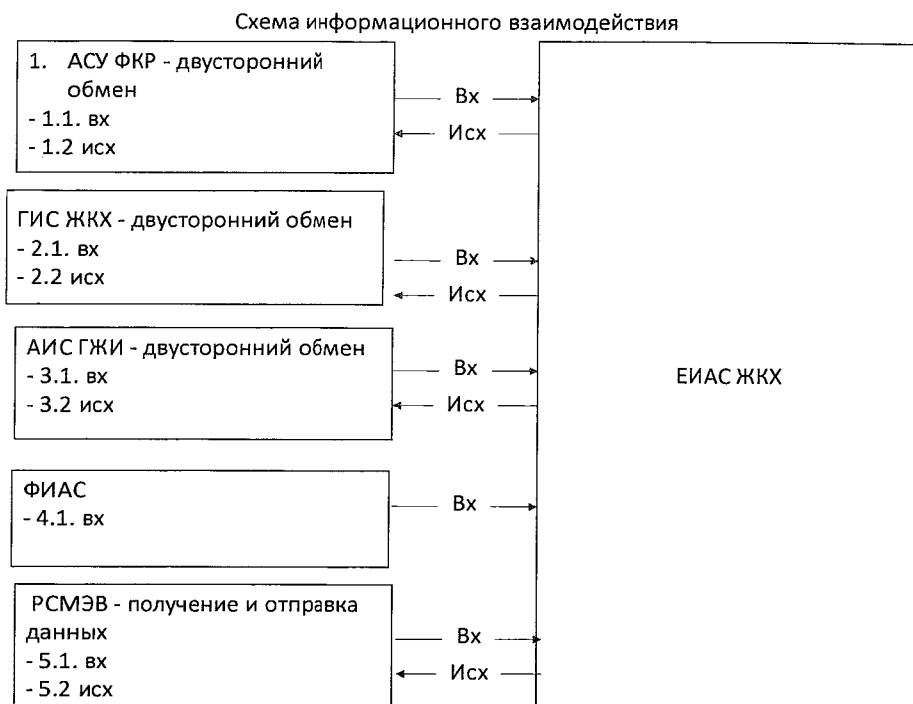 Схема информационного взаимодействия
1. АСУ ФКР - двусторонний
обмен
- 1.1. вх
- 1.2 исх
Вх
Исх
ГИС ЖКХ - двусторонний обмен
- 2.1. вх
- 2.2 исх
Вх
Исх
АИС ГЖИ - двусторонний обмен
- 3.1. вх
- 3.2 исх
Вх
Исх
ЕИАС ЖКХ
ФИАС
- 4.1. вх
Вх
РСМЭВ - получение и отправка
данных
- 5.1. вх
- 5.2 исх
Вх
Исх